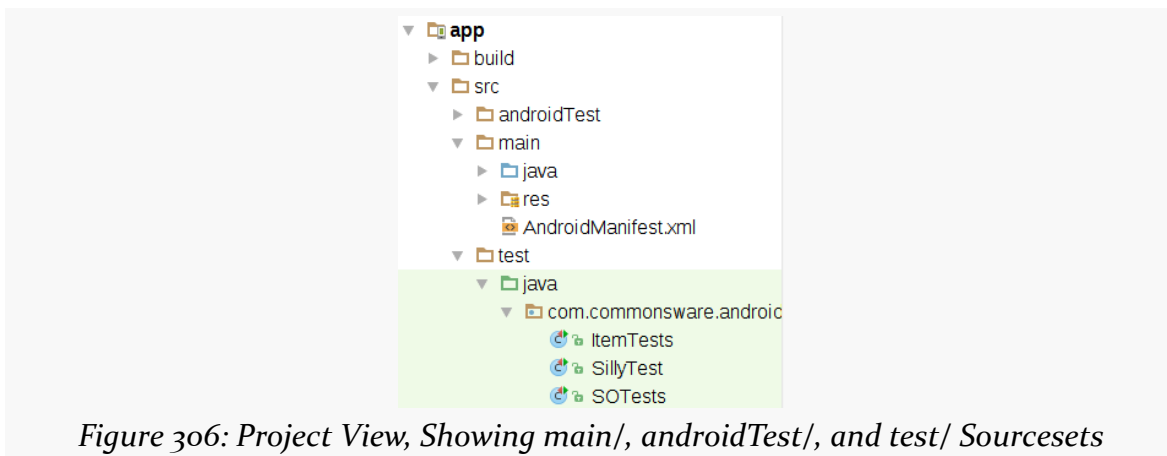 app
build
src
androidTest
main
java
res
AndroidManifest.xml
test
java
com.commonsware.android
ItemTests
SillyTest
SOTests
Figure 306: Project View, Showing main/, androidTest/, and test/ Sourcesets